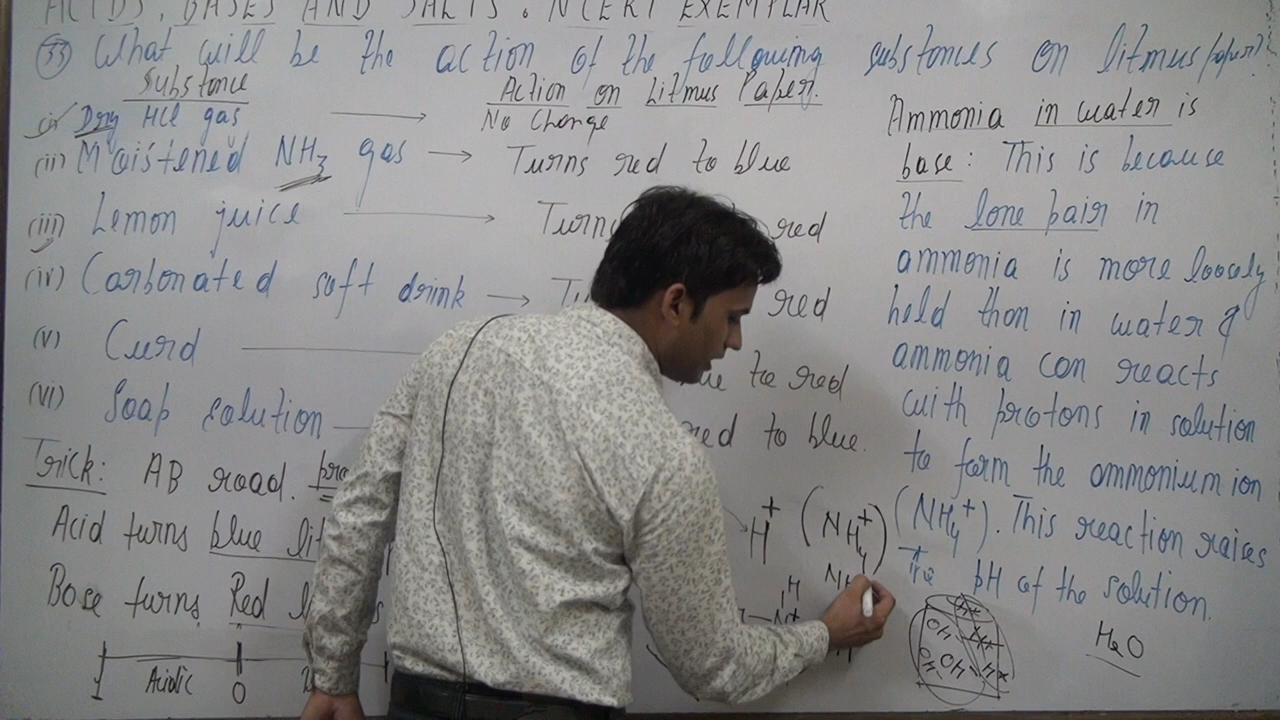 ACIDS, BASES AND SALTS. NCERT EXEMPLAR
(33) What will be the action of the following substances on litmus paper?
Substance
Action on Litmus Paper.
(i) Dry HCl gas → No Change
(ii) Moistened NH3 gas → Turns red to blue
(iii) Lemon juice → Turns red
(iv) Carbonated soft drink → red
(v) Curd to red
(vi) Soap solution red to blue.
Trick: AB road.
Acid turns blue
Base turns Red
Acidic 0
H+ (NH4+)
H
Ammonia in water is
base: This is because
the lone pair in
ammonia is more loosely
held than in water &
ammonia can reacts
with protons in solution
to form the ammonium ion
(NH4+). This reaction raises
the pH of the solution.
OH
OH OH
H2O